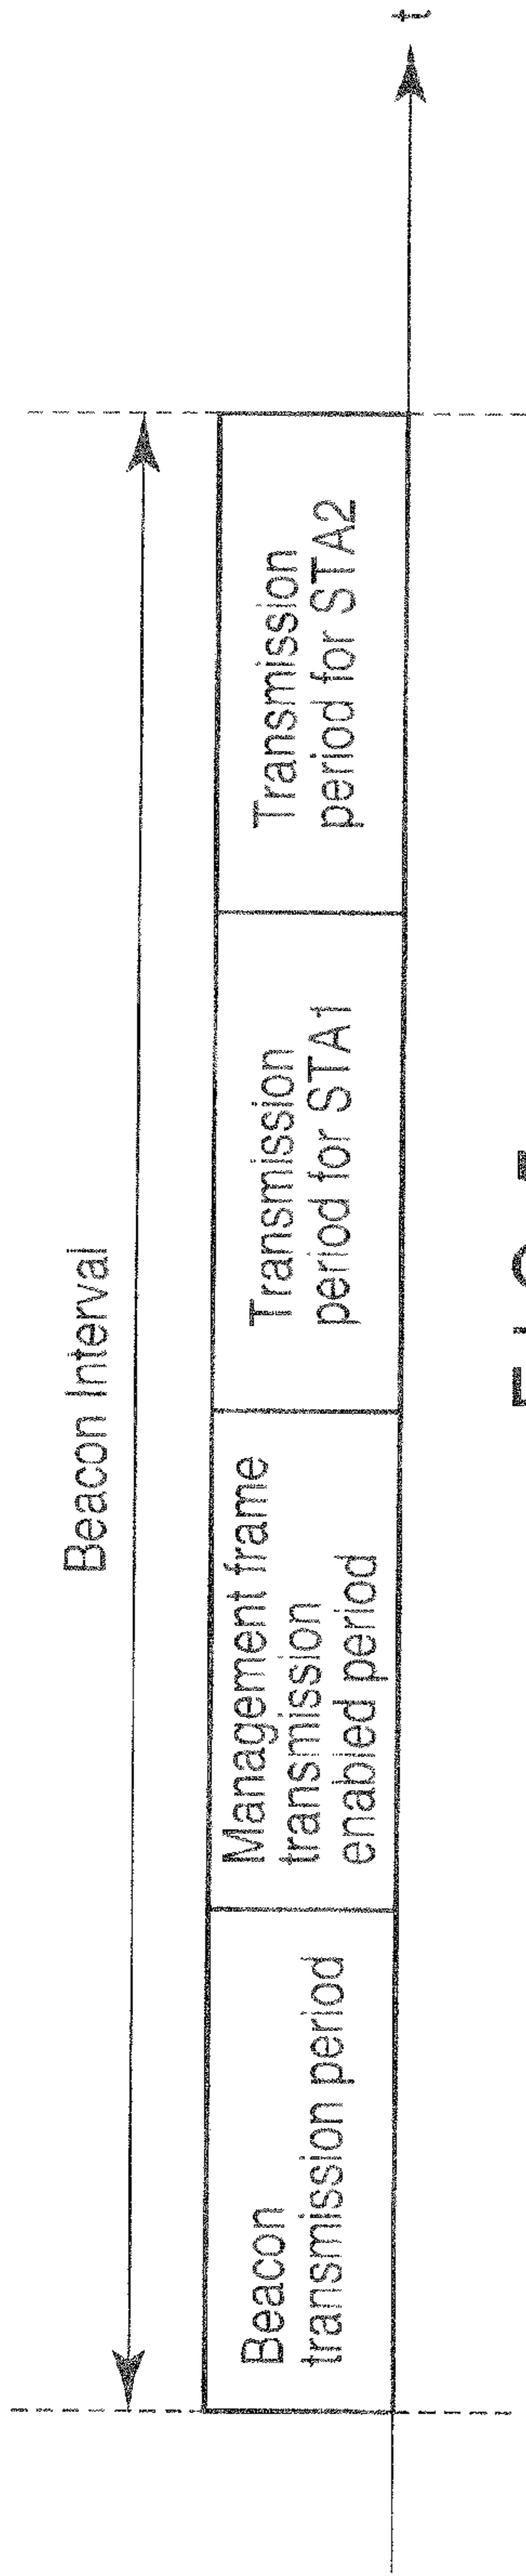 Beacon Interval
Beacon
transmission period
Management frame
transmission
enabled period
Transmission
period for STA1
Transmission
period for STA2
t